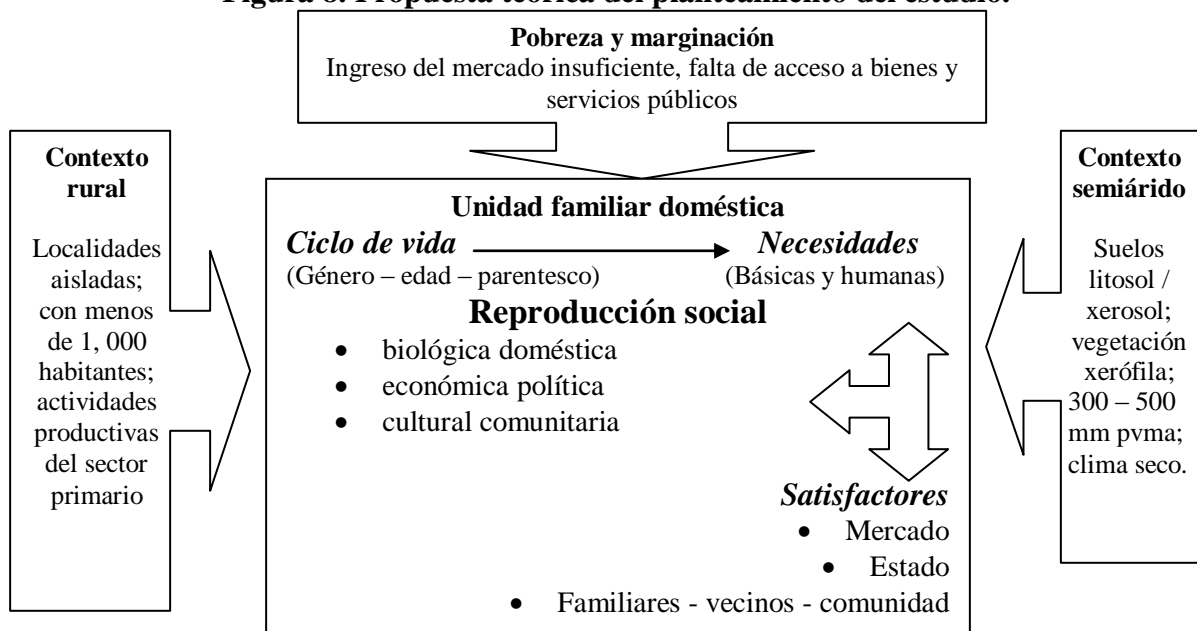 Figura 8. Propuesta teórica del planteamiento del estudio.
Pobreza y marginación
Ingreso del mercado insuficiente, falta de acceso a bienes y
servicios públicos
Contexto
rural
Localidades
aisladas;
con menos
de 1, 000
habitantes;
actividades
productivas
del sector
primario
Unidad familiar doméstica
Ciclo de vida
Necesidades
(Género – edad – parentesco)
(Básicas y humanas)
Reproducción social
• biológica doméstica
• económica política
• cultural comunitaria
Satisfactores
• Mercado
• Estado
• Familiares - vecinos - comunidad
Contexto
semiárido
Suelos
litosol /
xerosol;
vegetación
xerófila;
300 – 500
mm pvma;
clima seco.